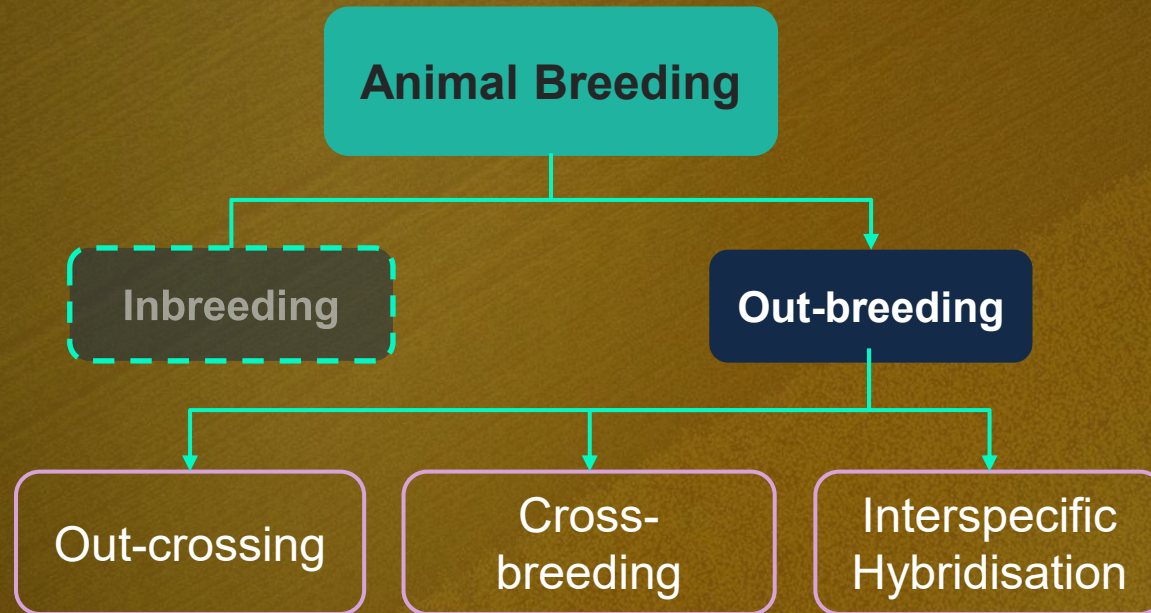 Animal Breeding
Inbreeding
Out-breeding
Out-crossing
Cross-
breeding
Interspecific
Hybridisation